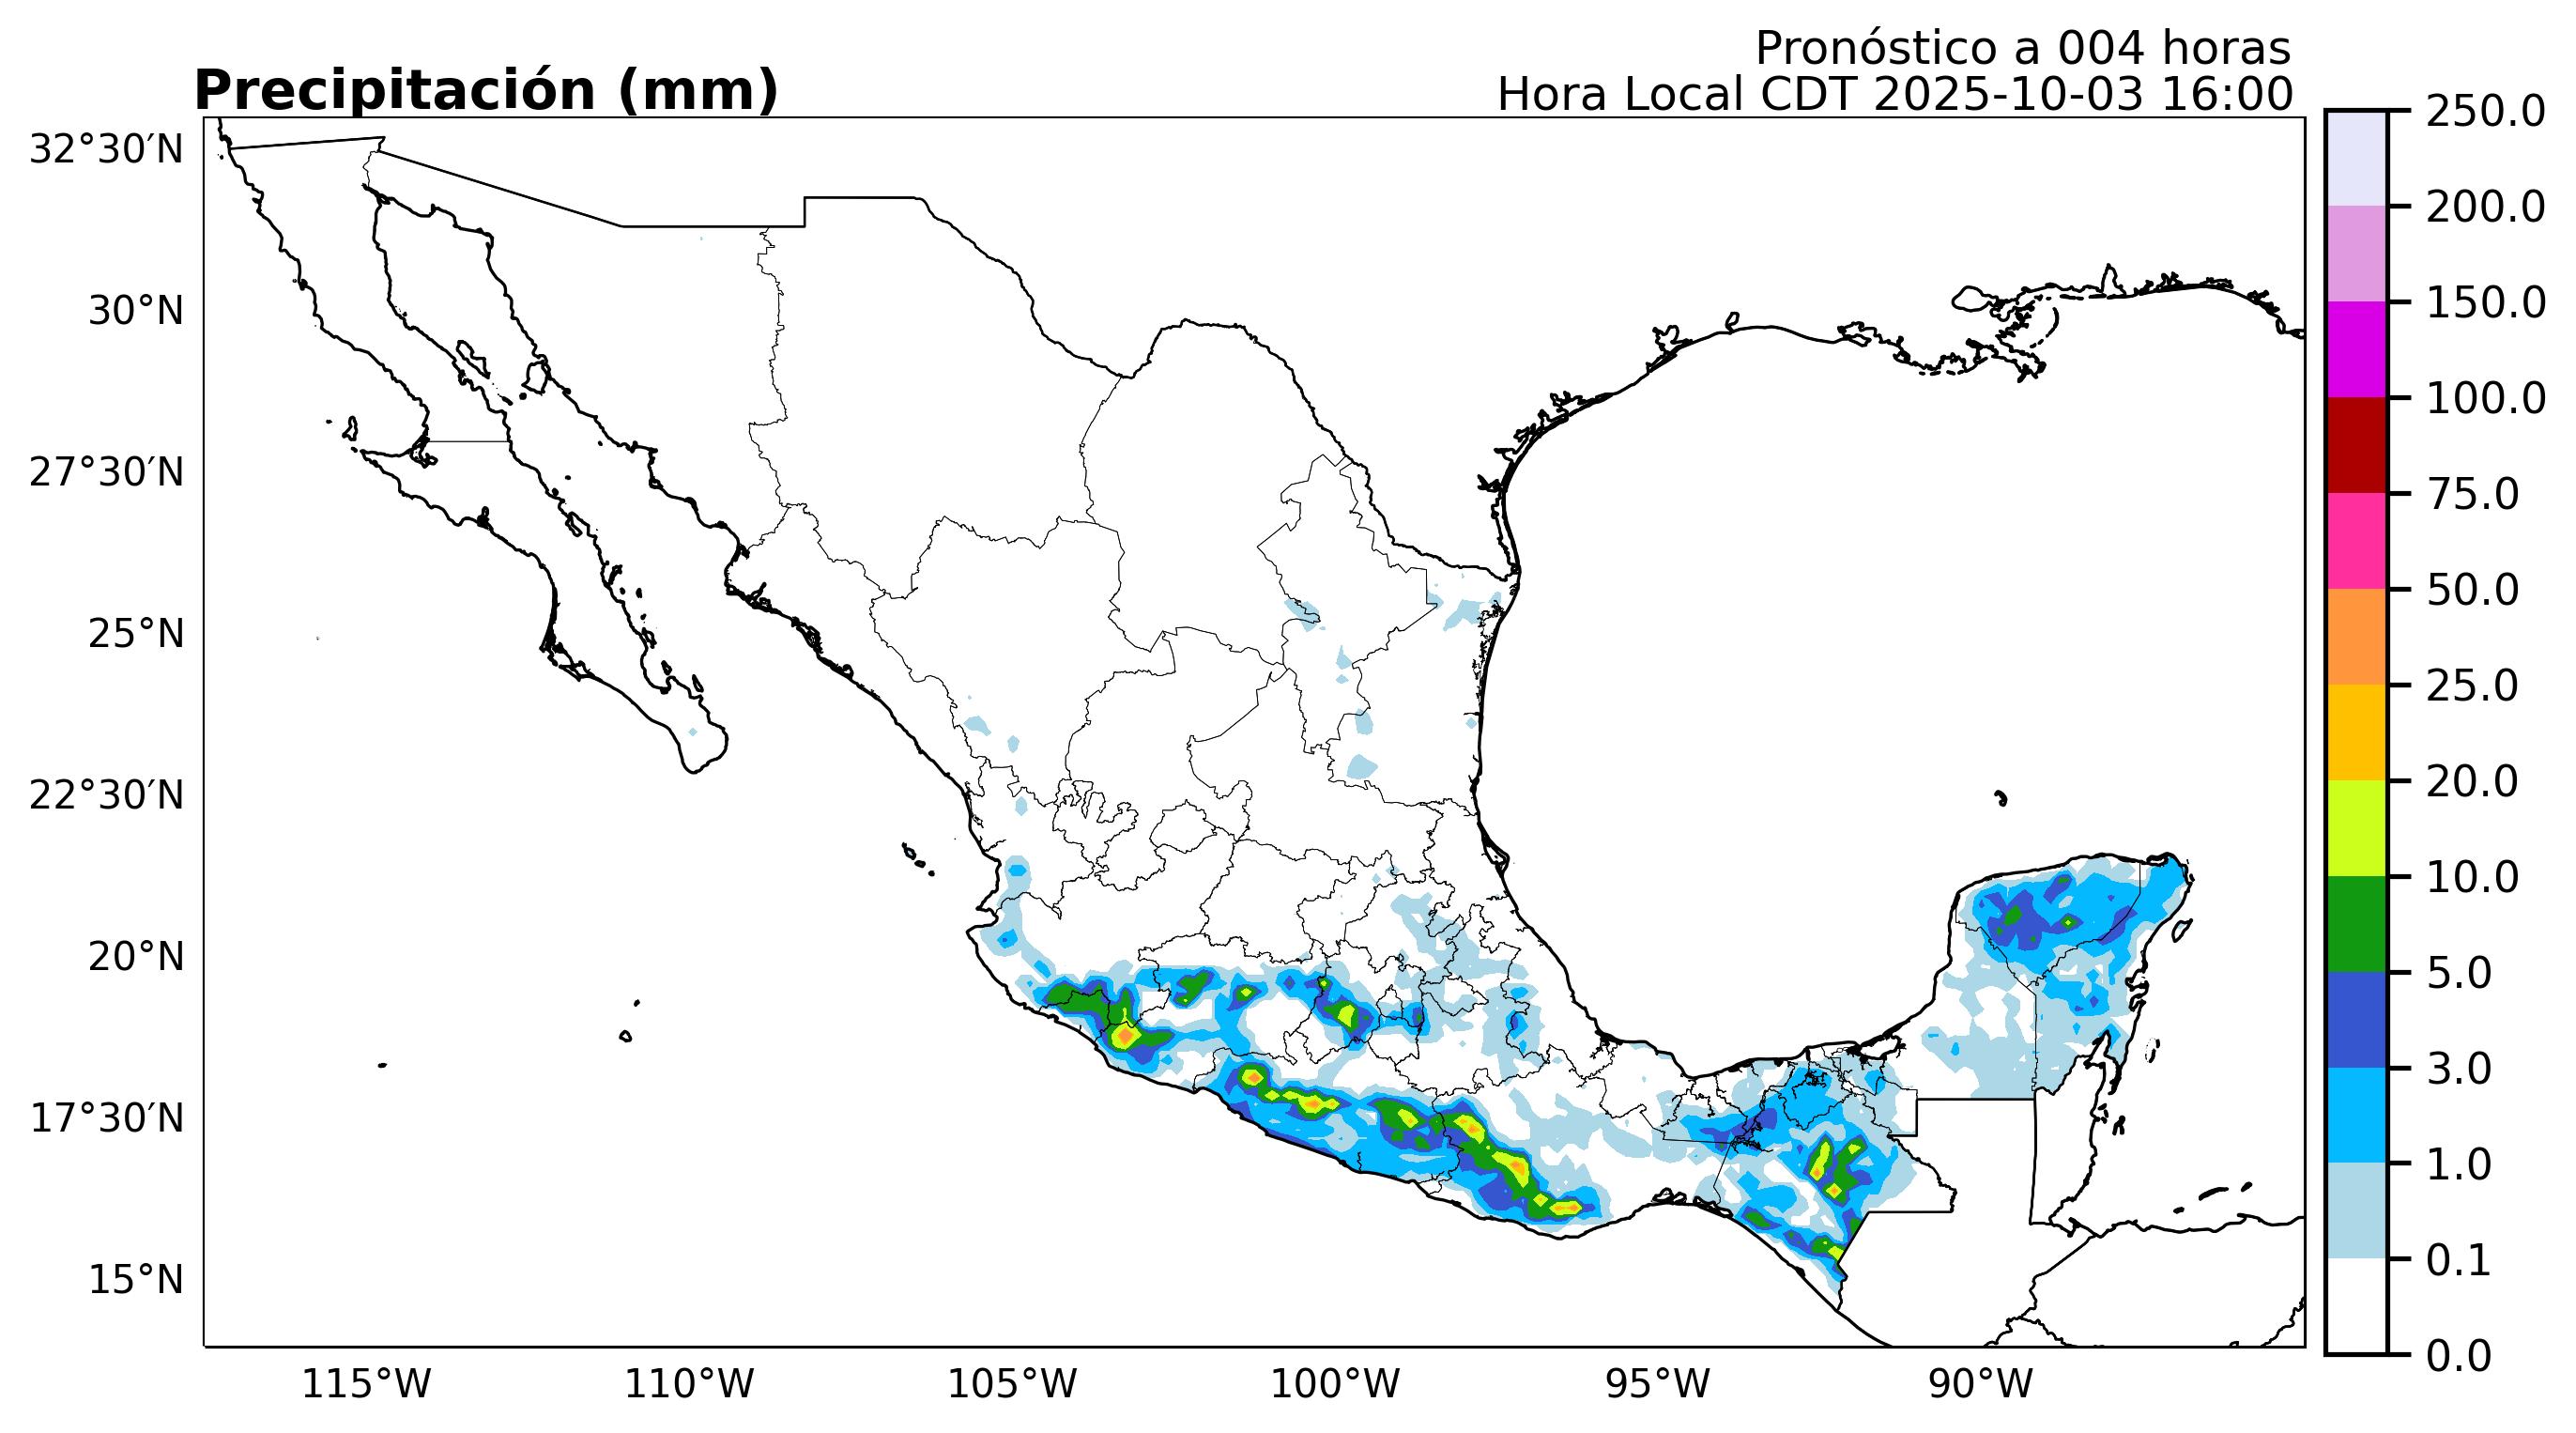 Pronóstico a 004 horas
Precipitación (mm)
Hora Local CDT 2025-10-03 16:00
32°30′N
30°N
27°30′N
25°N
22°30′N
20°N
17°30′N
15°N
115°W
110°W
105°W
100°W
95°W
90°W
250.0
200.0
150.0
100.0
75.0
50.0
25.0
20.0
10.0
5.0
3.0
1.0
0.1
0.0